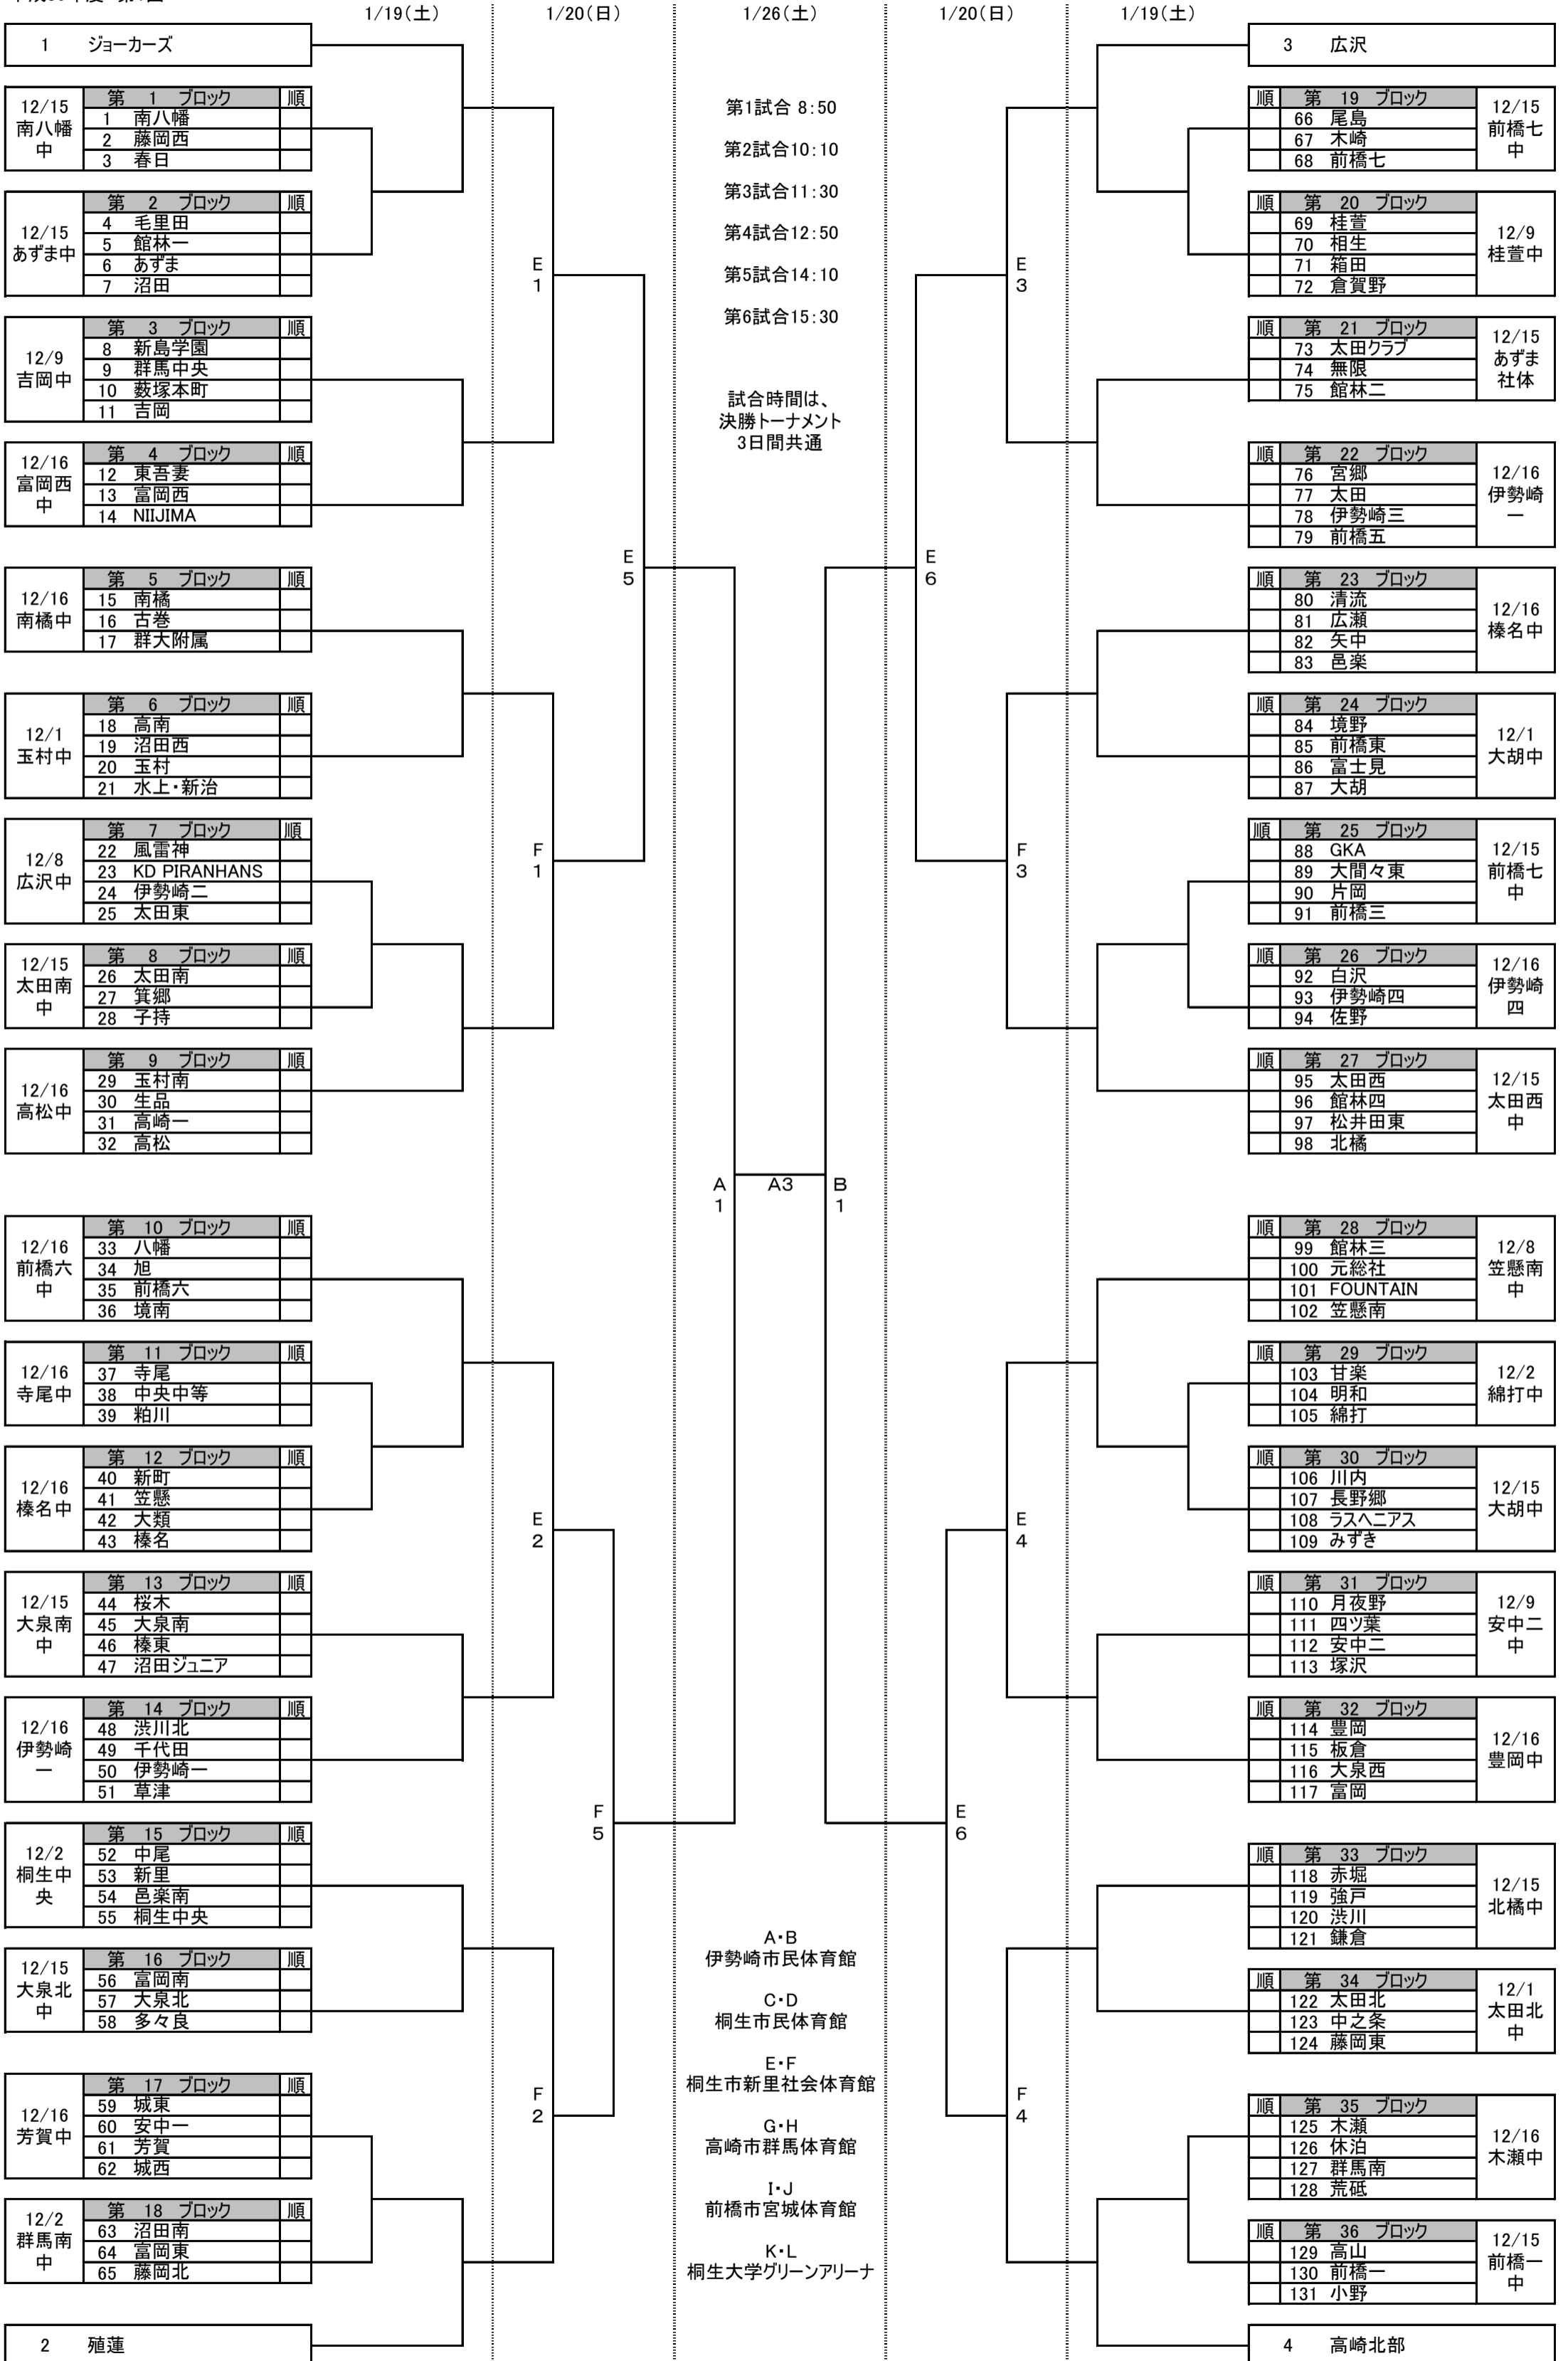 1/19(土)
1/20(日)
1/26(土)
1/20(日)
1/19(土)
1 ジョーカーズ
12/15
南八幡
中
第 1 ブロック 順
1 南八幡
2 藤岡西
3 春日
12/15
あずま中
第 2 ブロック 順
4 毛里田
5 館林一
6 あずま
7 沼田
12/9
吉岡中
第 3 ブロック 順
8 新島学園
9 群馬中央
10 薮塚本町
11 吉岡
12/16
富岡西
中
第 4 ブロック 順
12 東吾妻
13 富岡西
14 NIIJIMA
12/16
南橘中
第 5 ブロック 順
15 南橘
16 古巻
17 群大附属
12/1
玉村中
第 6 ブロック 順
18 高南
19 沼田西
20 玉村
21 水上・新治
12/8
広沢中
第 7 ブロック 順
22 風雷神
23 KD PIRANHANS
24 伊勢崎二
25 太田東
12/15
太田南
中
第 8 ブロック 順
26 太田南
27 箕郷
28 子持
12/16
高松中
第 9 ブロック 順
29 玉村南
30 生品
31 高崎一
32 高松
12/16
前橋六
中
第 10 ブロック 順
33 八幡
34 旭
35 前橋六
36 境南
12/16
寺尾中
第 11 ブロック 順
37 寺尾
38 中央中等
39 粕川
12/16
榛名中
第 12 ブロック 順
40 新町
41 笠懸
42 大類
43 榛名
12/15
大泉南
中
第 13 ブロック 順
44 桜木
45 大泉南
46 榛東
47 沼田ジュニア
12/16
伊勢崎
一
第 14 ブロック 順
48 渋川北
49 千代田
50 伊勢崎一
51 草津
12/2
桐生中
央
第 15 ブロック 順
52 中尾
53 新里
54 邑楽南
55 桐生中央
12/15
大泉北
中
第 16 ブロック 順
56 富岡南
57 大泉北
58 多々良
12/16
芳賀中
第 17 ブロック 順
59 城東
60 安中一
61 芳賀
62 城西
12/2
群馬南
中
第 18 ブロック 順
63 沼田南
64 富岡東
65 藤岡北
2 殖蓮
E
1
E
5
F
1
A
1
A3
B
1
E
2
F
5
F
2
第1試合 8:50
第2試合10:10
第3試合11:30
第4試合12:50
第5試合14:10
第6試合15:30
試合時間は、
決勝トーナメント
3日間共通
A・B
伊勢崎市民体育館
C・D
桐生市民体育館
E・F
桐生市新里社会体育館
G・H
高崎市群馬体育館
I・J
前橋市宮城体育館
K・L
桐生大学グリーンアリーナ
E
3
E
6
F
3
E
4
E
6
F
4
3 広沢
順 第 19 ブロック
66 尾島
67 木崎
68 前橋七
12/15
前橋七
中
順 第 20 ブロック
69 桂萱
70 相生
71 箱田
72 倉賀野
12/9
桂萱中
順 第 21 ブロック
73 太田クラブ
74 無限
75 館林二
12/15
あずま
社体
順 第 22 ブロック
76 宮郷
77 太田
78 伊勢崎三
79 前橋五
12/16
伊勢崎
一
順 第 23 ブロック
80 清流
81 広瀬
82 矢中
83 邑楽
12/16
榛名中
順 第 24 ブロック
84 境野
85 前橋東
86 富士見
87 大胡
12/1
大胡中
順 第 25 ブロック
88 GKA
89 大間々東
90 片岡
91 前橋三
12/15
前橋七
中
順 第 26 ブロック
92 白沢
93 伊勢崎四
94 佐野
12/16
伊勢崎
四
順 第 27 ブロック
95 太田西
96 館林四
97 松井田東
98 北橘
12/15
太田西
中
順 第 28 ブロック
99 館林三
100 元総社
101 FOUNTAIN
102 笠懸南
12/8
笠懸南
中
順 第 29 ブロック
103 甘楽
104 明和
105 綿打
12/2
綿打中
順 第 30 ブロック
106 川内
107 長野郷
108 ラスヘニアス
109 みずき
12/15
大胡中
順 第 31 ブロック
110 月夜野
111 四ツ葉
112 安中二
113 塚沢
12/9
安中二
中
順 第 32 ブロック
114 豊岡
115 板倉
116 大泉西
117 富岡
12/16
豊岡中
順 第 33 ブロック
118 赤堀
119 強戸
120 渋川
121 鎌倉
12/15
北橘中
順 第 34 ブロック
122 太田北
123 中之条
124 藤岡東
12/1
太田北
中
順 第 35 ブロック
125 木瀬
126 休泊
127 群馬南
128 荒砥
12/16
木瀬中
順 第 36 ブロック
129 高山
130 前橋一
131 小野
12/15
前橋一
中
4 高崎北部